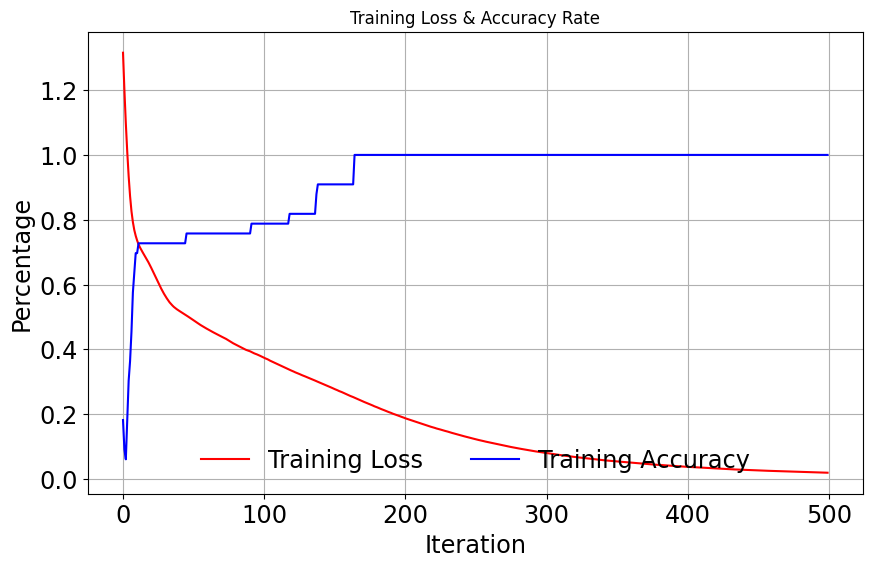 Training Loss & Accuracy Rate
Percentage
1.2
1.0
0.8
0.6
0.4
0.2
0.0
Training Loss Training Accuracy
0 100 200 300 400 500
Iteration